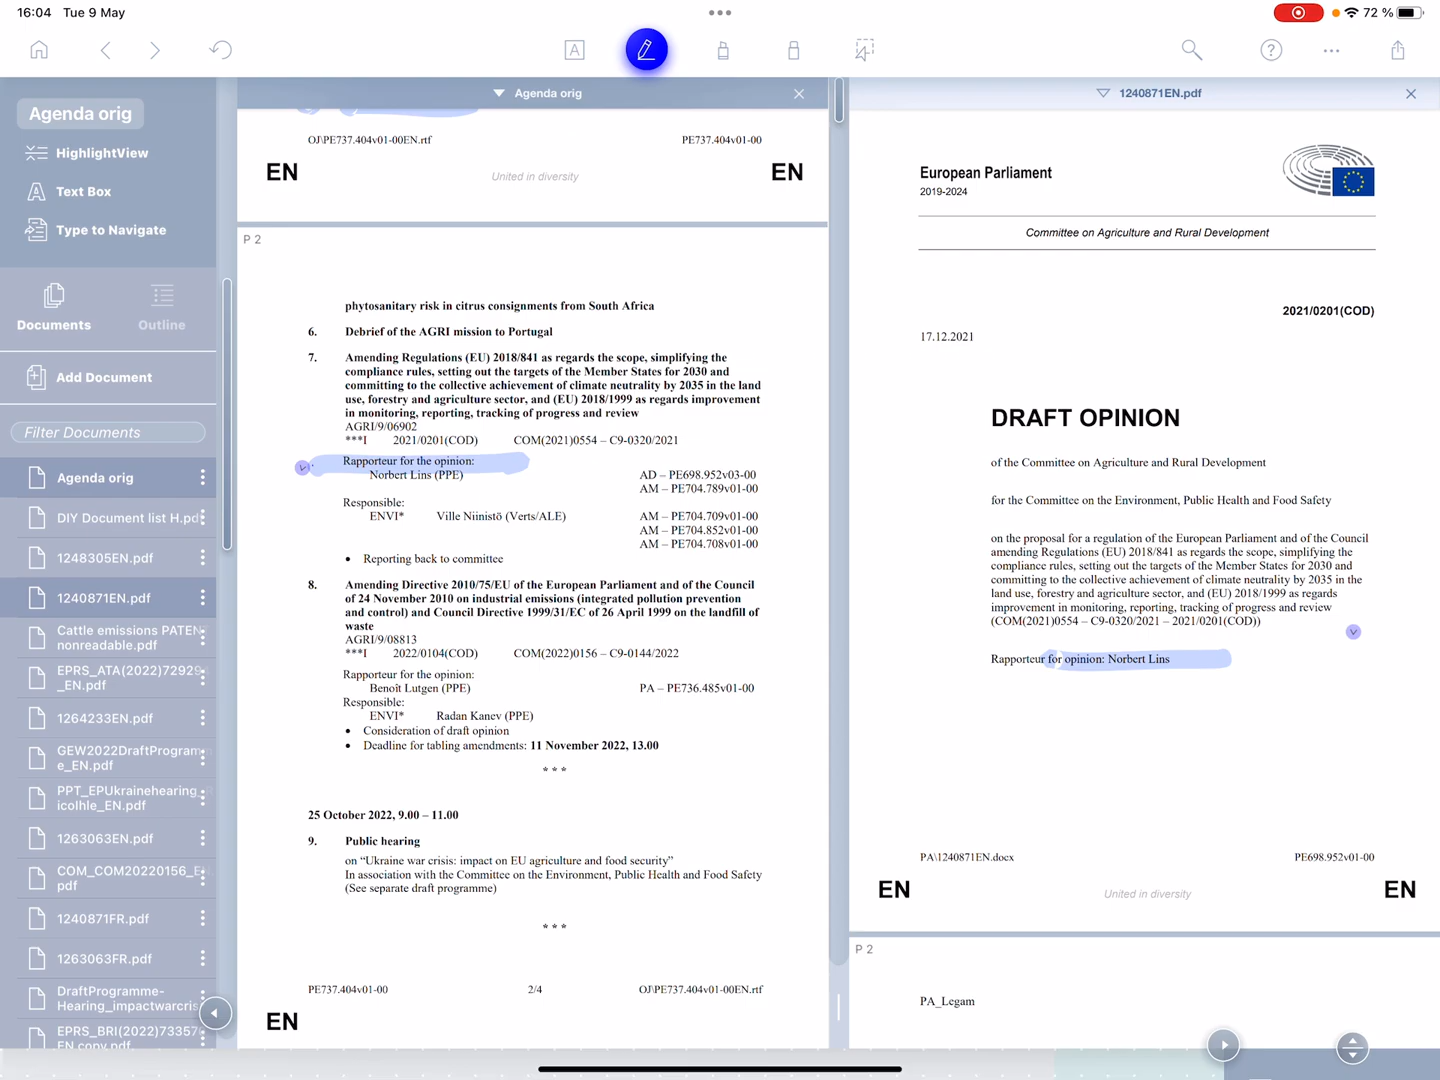 16:04 Tue 9 May
72 %
Agenda orig
HighlightView
Text Box
Type to Navigate
Documents
Outline
Add Document
Filter Documents
Agenda orig
DIY Document list H.pd
1248305EN.pdf
1240871EN.pdf
Cattle emissions PATEN
nonreadable.pdf
EPRS_ATA(2022)72929
_EN.pdf
1264233EN.pdf
GEW2022DraftProgram
e_EN.pdf
PPT_EPUkrainehearing_
icolhle_EN.pdf
1263063EN.pdf
COM_COM20220156_E
pdf
1240871FR.pdf
1263063FR.pdf
DraftProgramme-
Hearing_impactwarcris
EPRS_BRI(2022)73357
EN copy.pdf
Agenda orig
OJ\PE737.404v01-00EN.rtf PE737.404v01-00
EN United in diversity EN
P 2
phytosanitary risk in citrus consignments from South Africa
6. Debrief of the AGRI mission to Portugal
7. Amending Regulations (EU) 2018/841 as regards the scope, simplifying the
compliance rules, setting out the targets of the Member States for 2030 and
committing to the collective achievement of climate neutrality by 2035 in the land
use, forestry and agriculture sector, and (EU) 2018/1999 as regards improvement
in monitoring, reporting, tracking of progress and review
AGRI/9/06902
***I 2021/0201(COD) COM(2021)0554 – C9-0320/2021
Rapporteur for the opinion:
Norbert Lins (PPE) AD – PE698.952v03-00
AM – PE704.789v01-00
Responsible:
ENVI* Ville Niinistö (Verts/ALE) AM – PE704.709v01-00
AM – PE704.852v01-00
AM – PE704.708v01-00
• Reporting back to committee
8. Amending Directive 2010/75/EU of the European Parliament and of the Council
of 24 November 2010 on industrial emissions (integrated pollution prevention
and control) and Council Directive 1999/31/EC of 26 April 1999 on the landfill of
waste
AGRI/9/08813
***I 2022/0104(COD) COM(2022)0156 – C9-0144/2022
Rapporteur for the opinion:
Benoît Lutgen (PPE) PA – PE736.485v01-00
Responsible:
ENVI* Radan Kanev (PPE)
• Consideration of draft opinion
• Deadline for tabling amendments: 11 November 2022, 13.00
* * *
25 October 2022, 9.00 – 11.00
9. Public hearing
on “Ukraine war crisis: impact on EU agriculture and food security”
In association with the Committee on the Environment, Public Health and Food Safety
(See separate draft programme)
* * *
PE737.404v01-00 2/4 OJ\PE737.404v01-00EN.rtf
EN
1240871EN.pdf
European Parliament
2019-2024
Committee on Agriculture and Rural Development
2021/0201(COD)
17.12.2021
DRAFT OPINION
of the Committee on Agriculture and Rural Development
for the Committee on the Environment, Public Health and Food Safety
on the proposal for a regulation of the European Parliament and of the Council
amending Regulations (EU) 2018/841 as regards the scope, simplifying the
compliance rules, setting out the targets of the Member States for 2030 and
committing to the collective achievement of climate neutrality by 2035 in the
land use, forestry and agriculture sector, and (EU) 2018/1999 as regards
improvement in monitoring, reporting, tracking of progress and review
(COM(2021)0554 – C9-0320/2021 – 2021/0201(COD))
Rapporteur for opinion: Norbert Lins
PA\1240871EN.docx PE698.952v01-00
EN United in diversity EN
P 2
PA_Legam